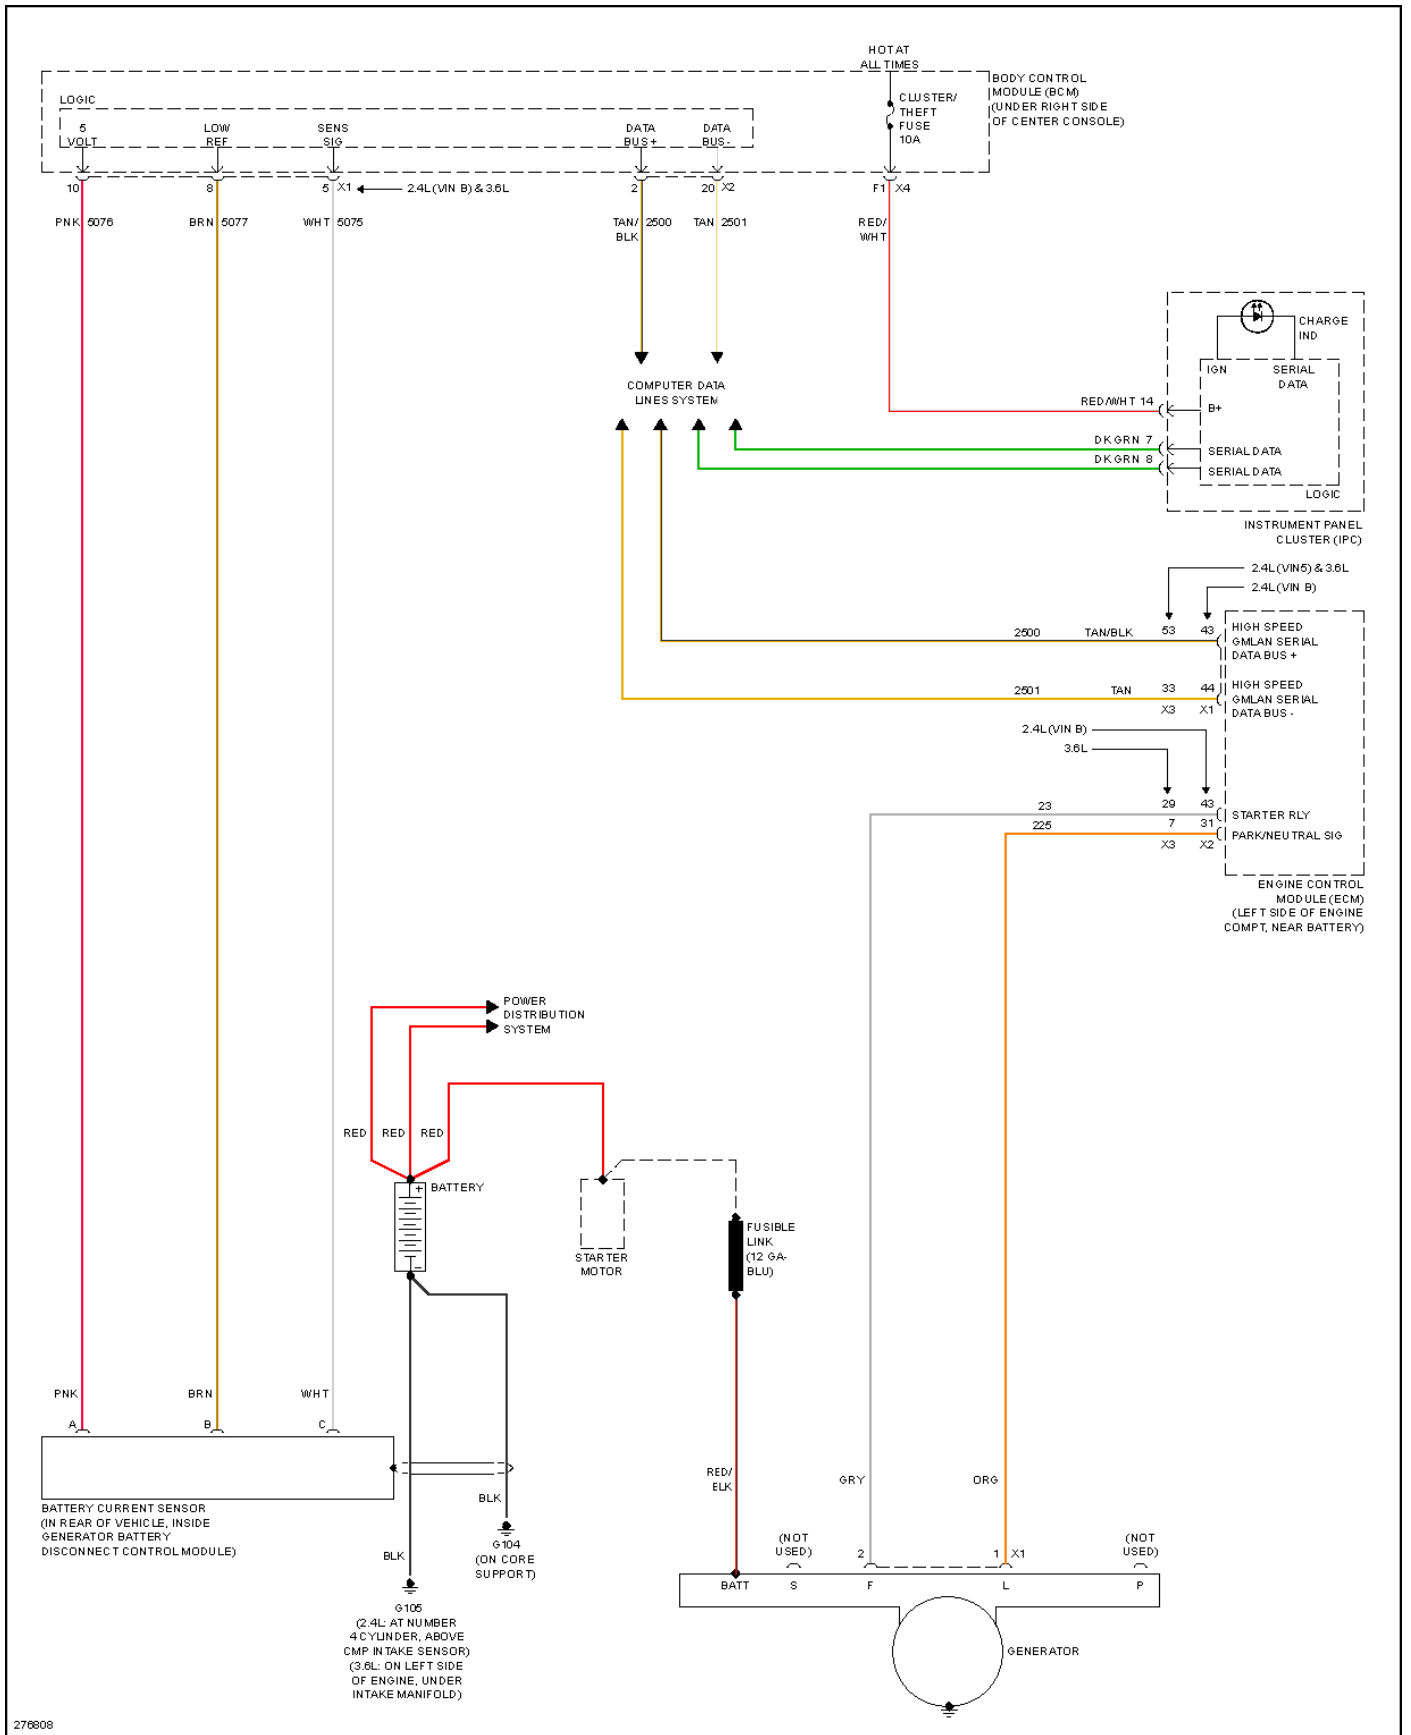 HOT AT
ALL TIMES
BODY CONTROL
MODULE (BCM)
(UNDER RIGHT SIDE
OF CENTER CONSOLE)
LOGIC
5
VOLT
LOW
REF
SENS
SIG
DATA
BUS +
DATA
BUS -
CLUSTER/
THEFT
FUSE
10A
10
8
5
X1
2.4L (VIN B) & 3.6L
2
20
X2
F1
X4
PNK
5076
BRN
5077
WHT
5075
TAN/
BLK
2500
TAN
2501
RED/
WHT
CHARGE
IND
IGN
SERIAL
DATA
COMPUTER DATA
LINES SYSTEM
RED/WHT 14
B+
DK GRN 7
SERIAL DATA
DK GRN 8
SERIAL DATA
LOGIC
INSTRUMENT PANEL
CLUSTER (IPC)
2.4L (VIN5) & 3.6L
2.4L (VIN B)
2500
TAN/BLK
53
43
HIGH SPEED
GMLAN SERIAL
DATA BUS +
2501
TAN
33
44
X3
X1
HIGH SPEED
GMLAN SERIAL
DATA BUS -
2.4L (VIN B)
3.6L
23
29
43
STARTER RLY
225
7
31
PARK/NEUTRAL SIG
X3
X2
ENGINE CONTROL
MODULE (ECM)
(LEFT SIDE OF ENGINE
COMPT, NEAR BATTERY)
POWER
DISTRIBUTION
SYSTEM
RED
RED
RED
+
BATTERY
-
STARTER
MOTOR
FUSIBLE
LINK
(12 GA-
BLU)
PNK
BRN
WHT
A
B
C
BATTERY CURRENT SENSOR
(IN REAR OF VEHICLE, INSIDE
GENERATOR BATTERY
DISCONNECT CONTROL MODULE)
BLK
G104
(ON CORE
SUPPORT)
BLK
G105
(2.4L: AT NUMBER
4 CYLINDER, ABOVE
CMP INTAKE SENSOR)
(3.6L: ON LEFT SIDE
OF ENGINE, UNDER
INTAKE MANIFOLD)
RED/
BLK
GRY
ORG
(NOT
USED)
2
1
X1
(NOT
USED)
BATT
S
F
L
P
GENERATOR
276808